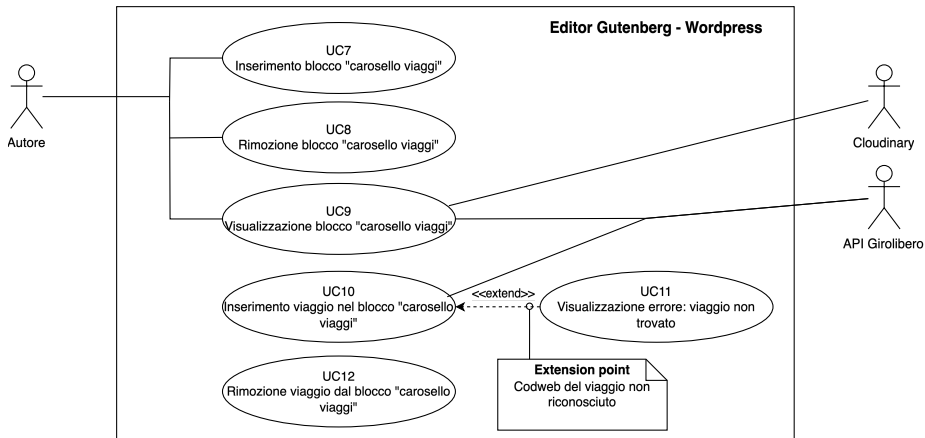 Editor Gutenberg - Wordpress
UC7
Inserimento blocco "carosello viaggi"
Autore
UC8
Rimozione blocco "carosello viaggi"
Cloudinary
UC9
Visualizzazione blocco "carosello viaggi"
API Girolibero
UC10
Inserimento viaggio nel blocco "carosello
viaggi"
<<extend>>
UC11
Visualizzazione errore: viaggio non
trovato
Extension point
Codweb del viaggio non
riconosciuto
UC12
Rimozione viaggio dal blocco "carosello
viaggi"